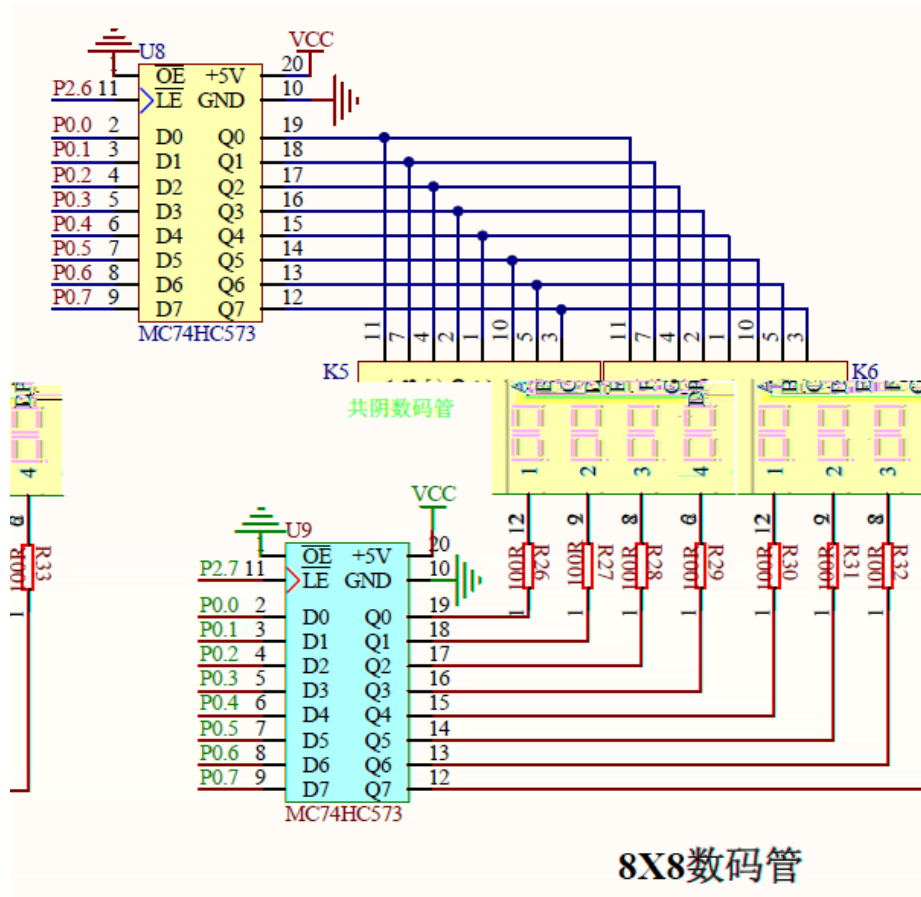 U8
VCC
1 OE +5V 20
P2.6 11 LE GND 10
P0.0 2 D0 Q0 19
P0.1 3 D1 Q1 18
P0.2 4 D2 Q2 17
P0.3 5 D3 Q3 16
P0.4 6 D4 Q4 15
P0.5 7 D5 Q5 14
P0.6 8 D6 Q6 13
P0.7 9 D7 Q7 12
MC74HC573
11 7 4 2 1 10 5 3
11 7 4 2 1 10 5 3
K5
K6
共阴数码管
4
1 2 3 4
1 2 3
12 9 8 6
12 9 8
R33
R26 R27 R28 R29 R30 R31 R32
1
1 1 1 1 1 1 1
VCC
U9
1 OE +5V 20
P2.7 11 LE GND 10
P0.0 2 D0 Q0 19
P0.1 3 D1 Q1 18
P0.2 4 D2 Q2 17
P0.3 5 D3 Q3 16
P0.4 6 D4 Q4 15
P0.5 7 D5 Q5 14
P0.6 8 D6 Q6 13
P0.7 9 D7 Q7 12
MC74HC573
8X8数码管